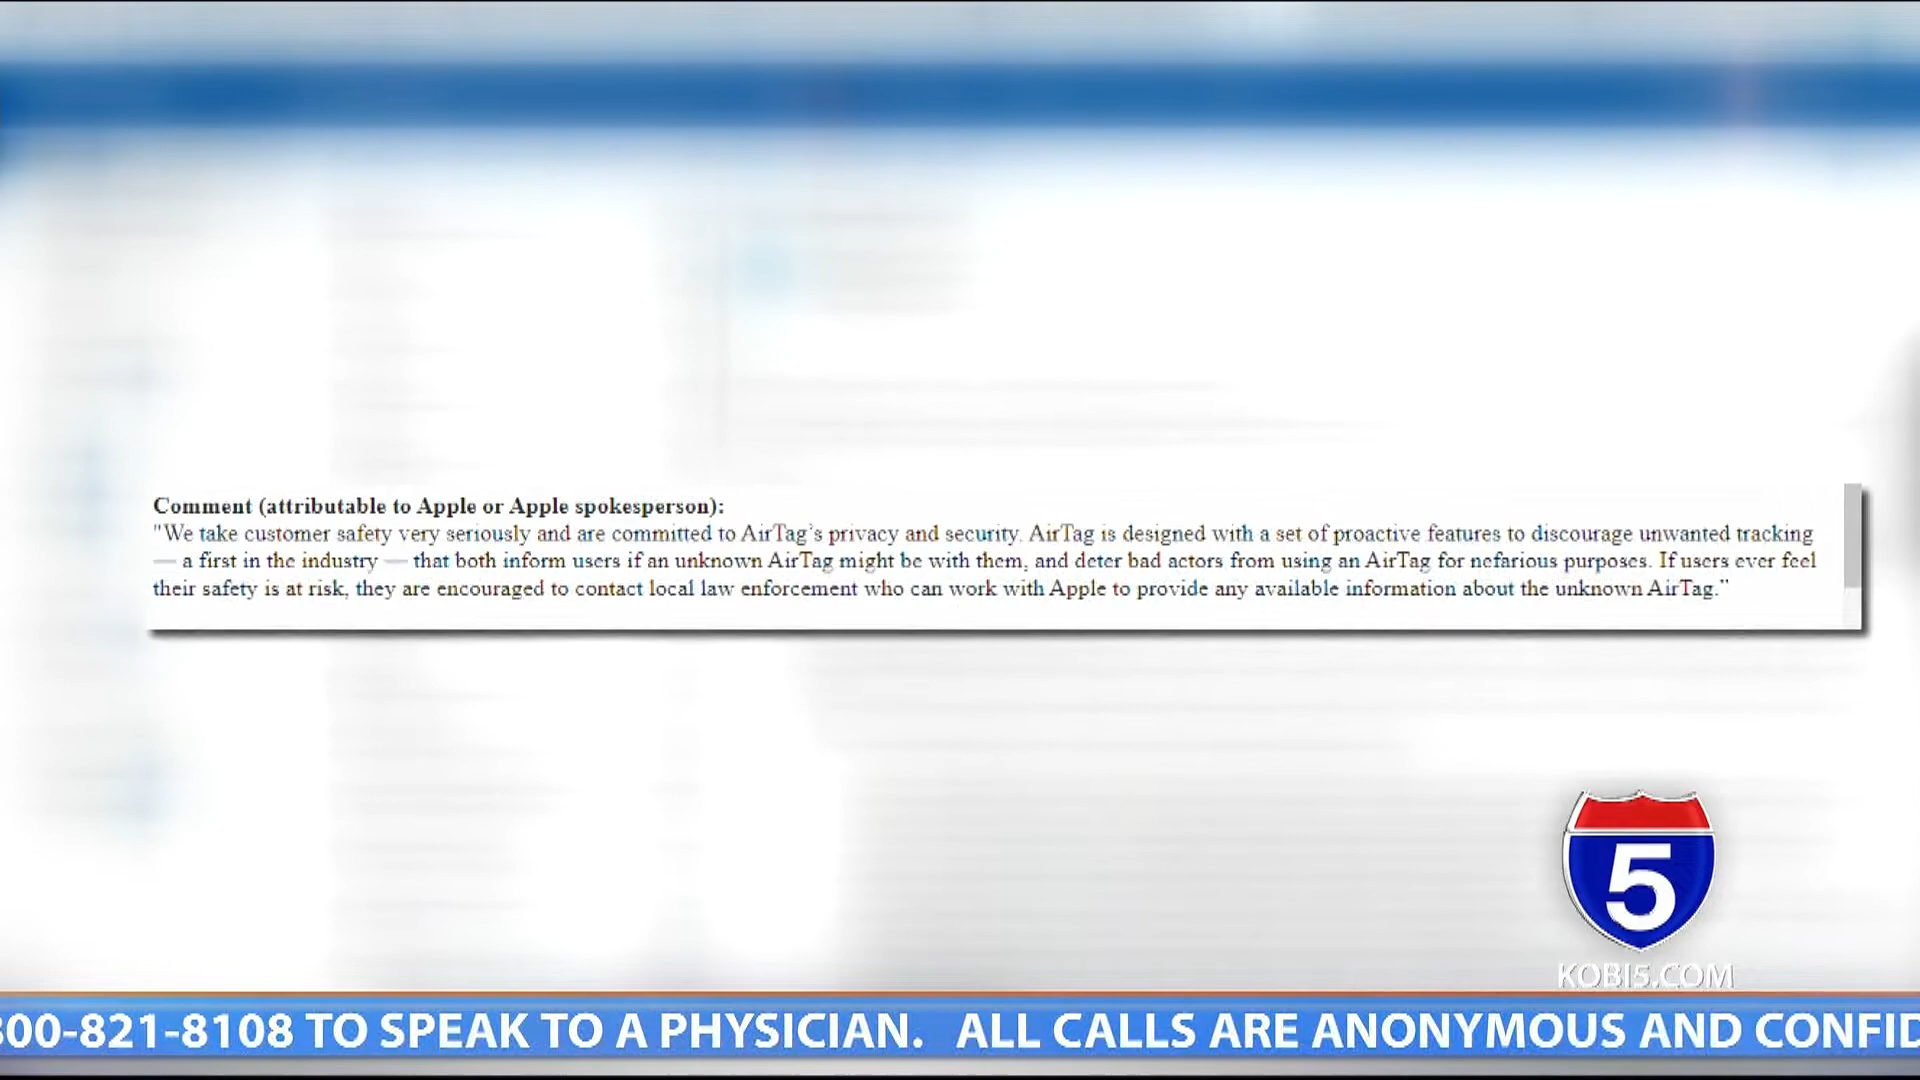 Comment (attributable to Apple or Apple spokesperson):
"We take customer safety very seriously and are committed to AirTag's privacy and security. AirTag is designed with a set of proactive features to discourage unwanted tracking
— a first in the industry — that both inform users if an unknown AirTag might be with them, and deter bad actors from using an AirTag for nefarious purposes. If users ever feel
their safety is at risk, they are encouraged to contact local law enforcement who can work with Apple to provide any available information about the unknown AirTag."
5
KOBI5.COM
800-821-8108 TO SPEAK TO A PHYSICIAN. ALL CALLS ARE ANONYMOUS AND CONFID